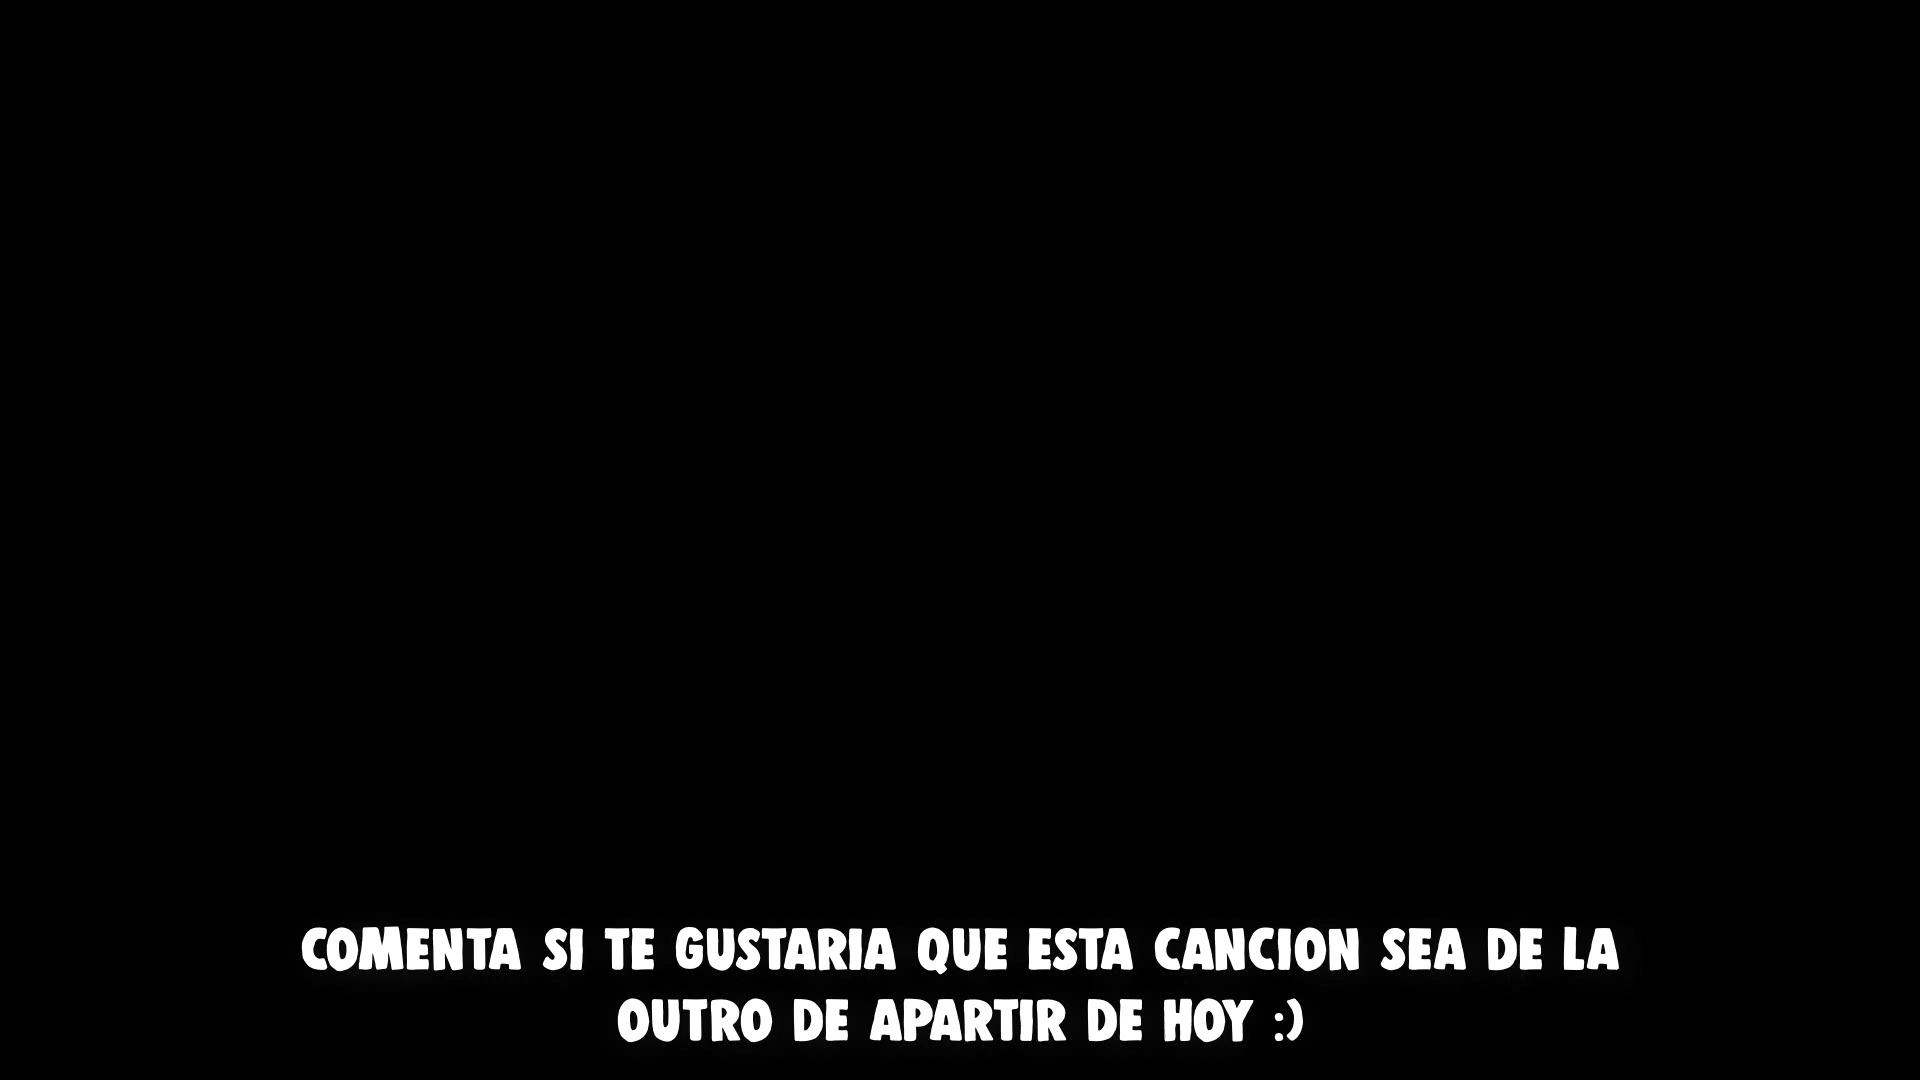 COMENTA SI TE GUSTARIA QUE ESTA CANCION SEA DE LA
OUTRO DE APARTIR DE HOY :)